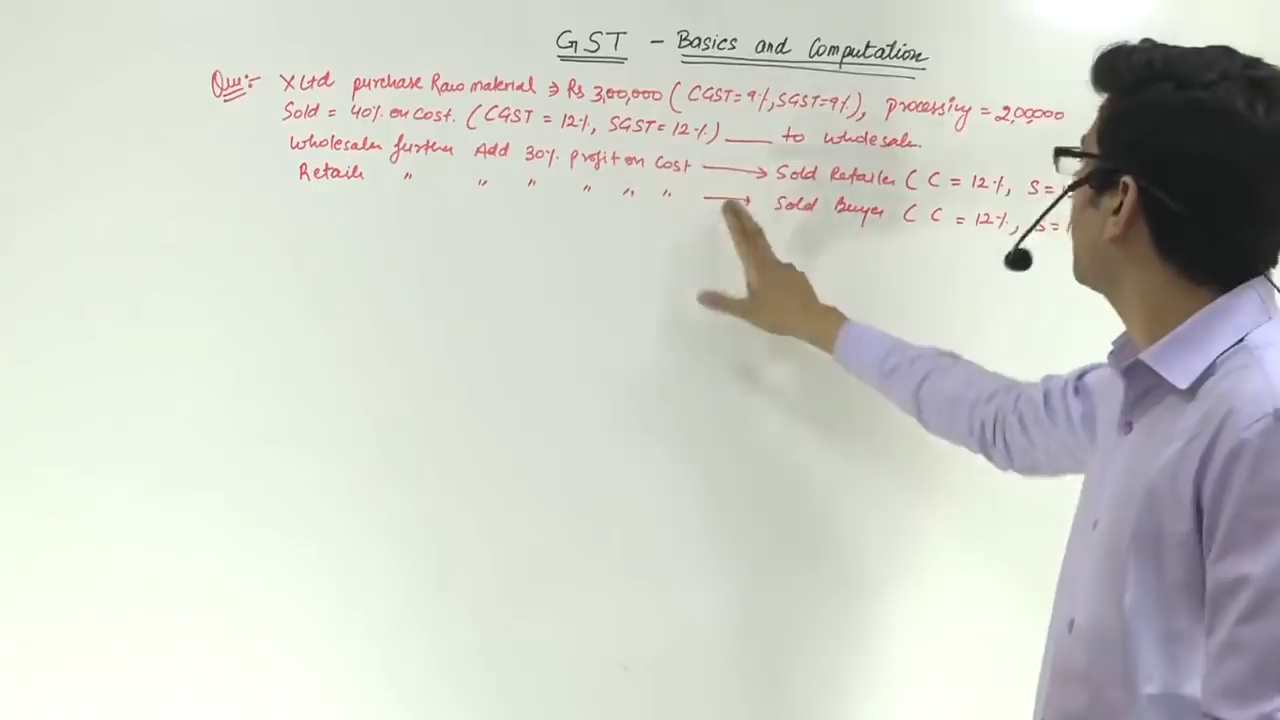 GST - Basics and Computation
Que:- X Ltd purchase Raw material ⇒ Rs 3,00,000 (CGST = 9%, SGST = 9%), processing = 2,00,000
Sold = 40% on cost. (CGST = 12%, SGST = 12%) ___ to wholesaler.
Wholesaler further Add 30% profit on cost → Sold Retailer ( C = 12%, S =
Retailer " " " " " " → Sold Buyer ( C = 12%, S =